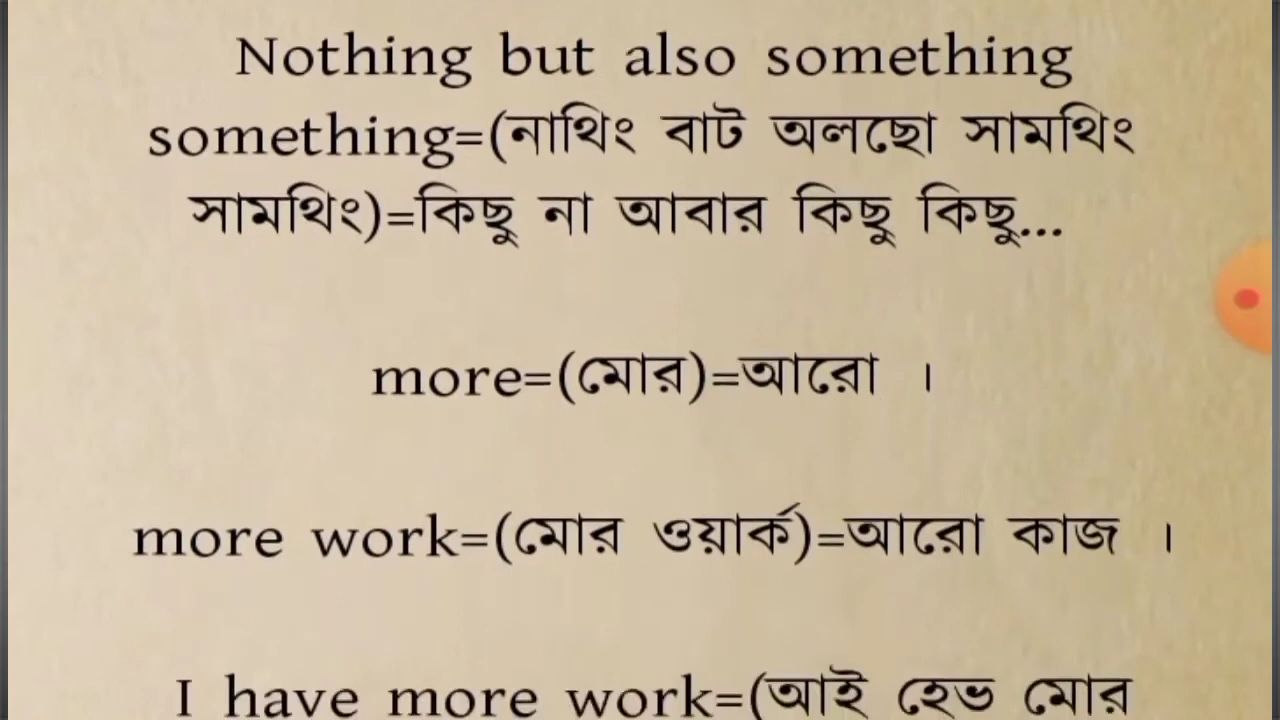 Nothing but also something
something=(নাথিং বাট অলছো সামথিং
সামথিং)=কিছু না আবার কিছু কিছু...
more=(মোর)=আরো ।
more work=(মোর ওয়ার্ক)=আরো কাজ ।
I have more work=(আই হেভ মোর